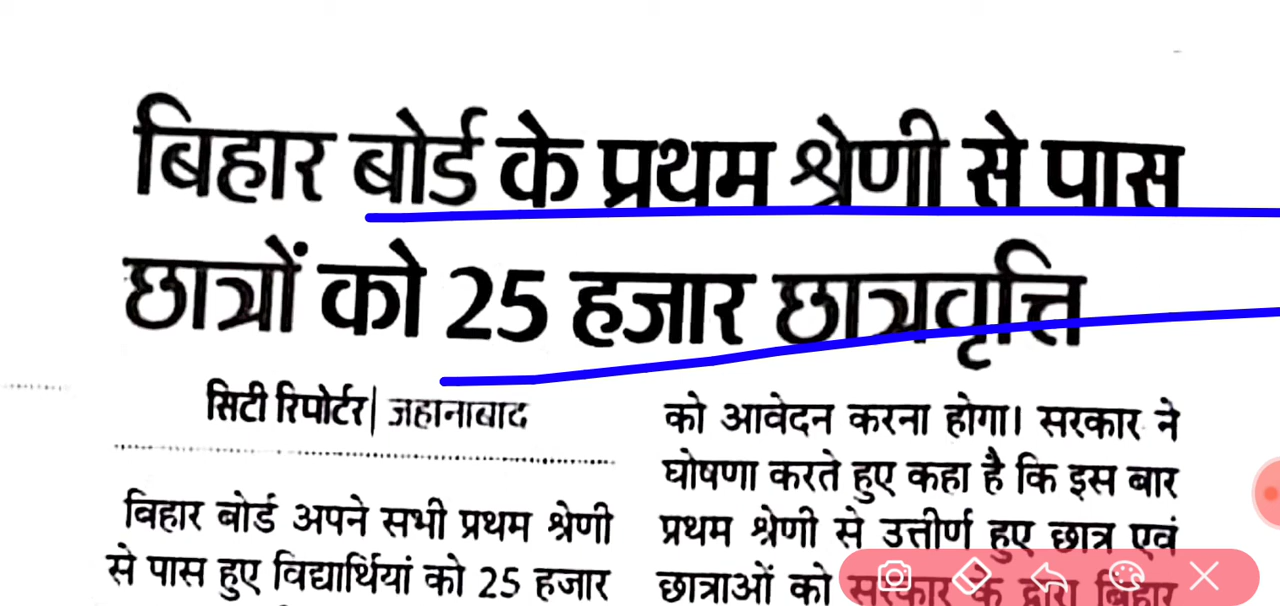 बिहार बोर्ड के प्रथम श्रेणी से पास
छात्रों को 25 हजार छात्रवृत्ति
सिटी रिपोर्टर| जहानाबाद
बिहार बोर्ड अपने सभी प्रथम श्रेणी
से पास हुए विद्यार्थियां को 25 हजार
को आवेदन करना होगा। सरकार ने
घोषणा करते हुए कहा है कि इस बार
प्रथम श्रेणी से उत्तीर्ण हुए छात्र एवं
छात्राओं को सरकार के द्वारा बिहार